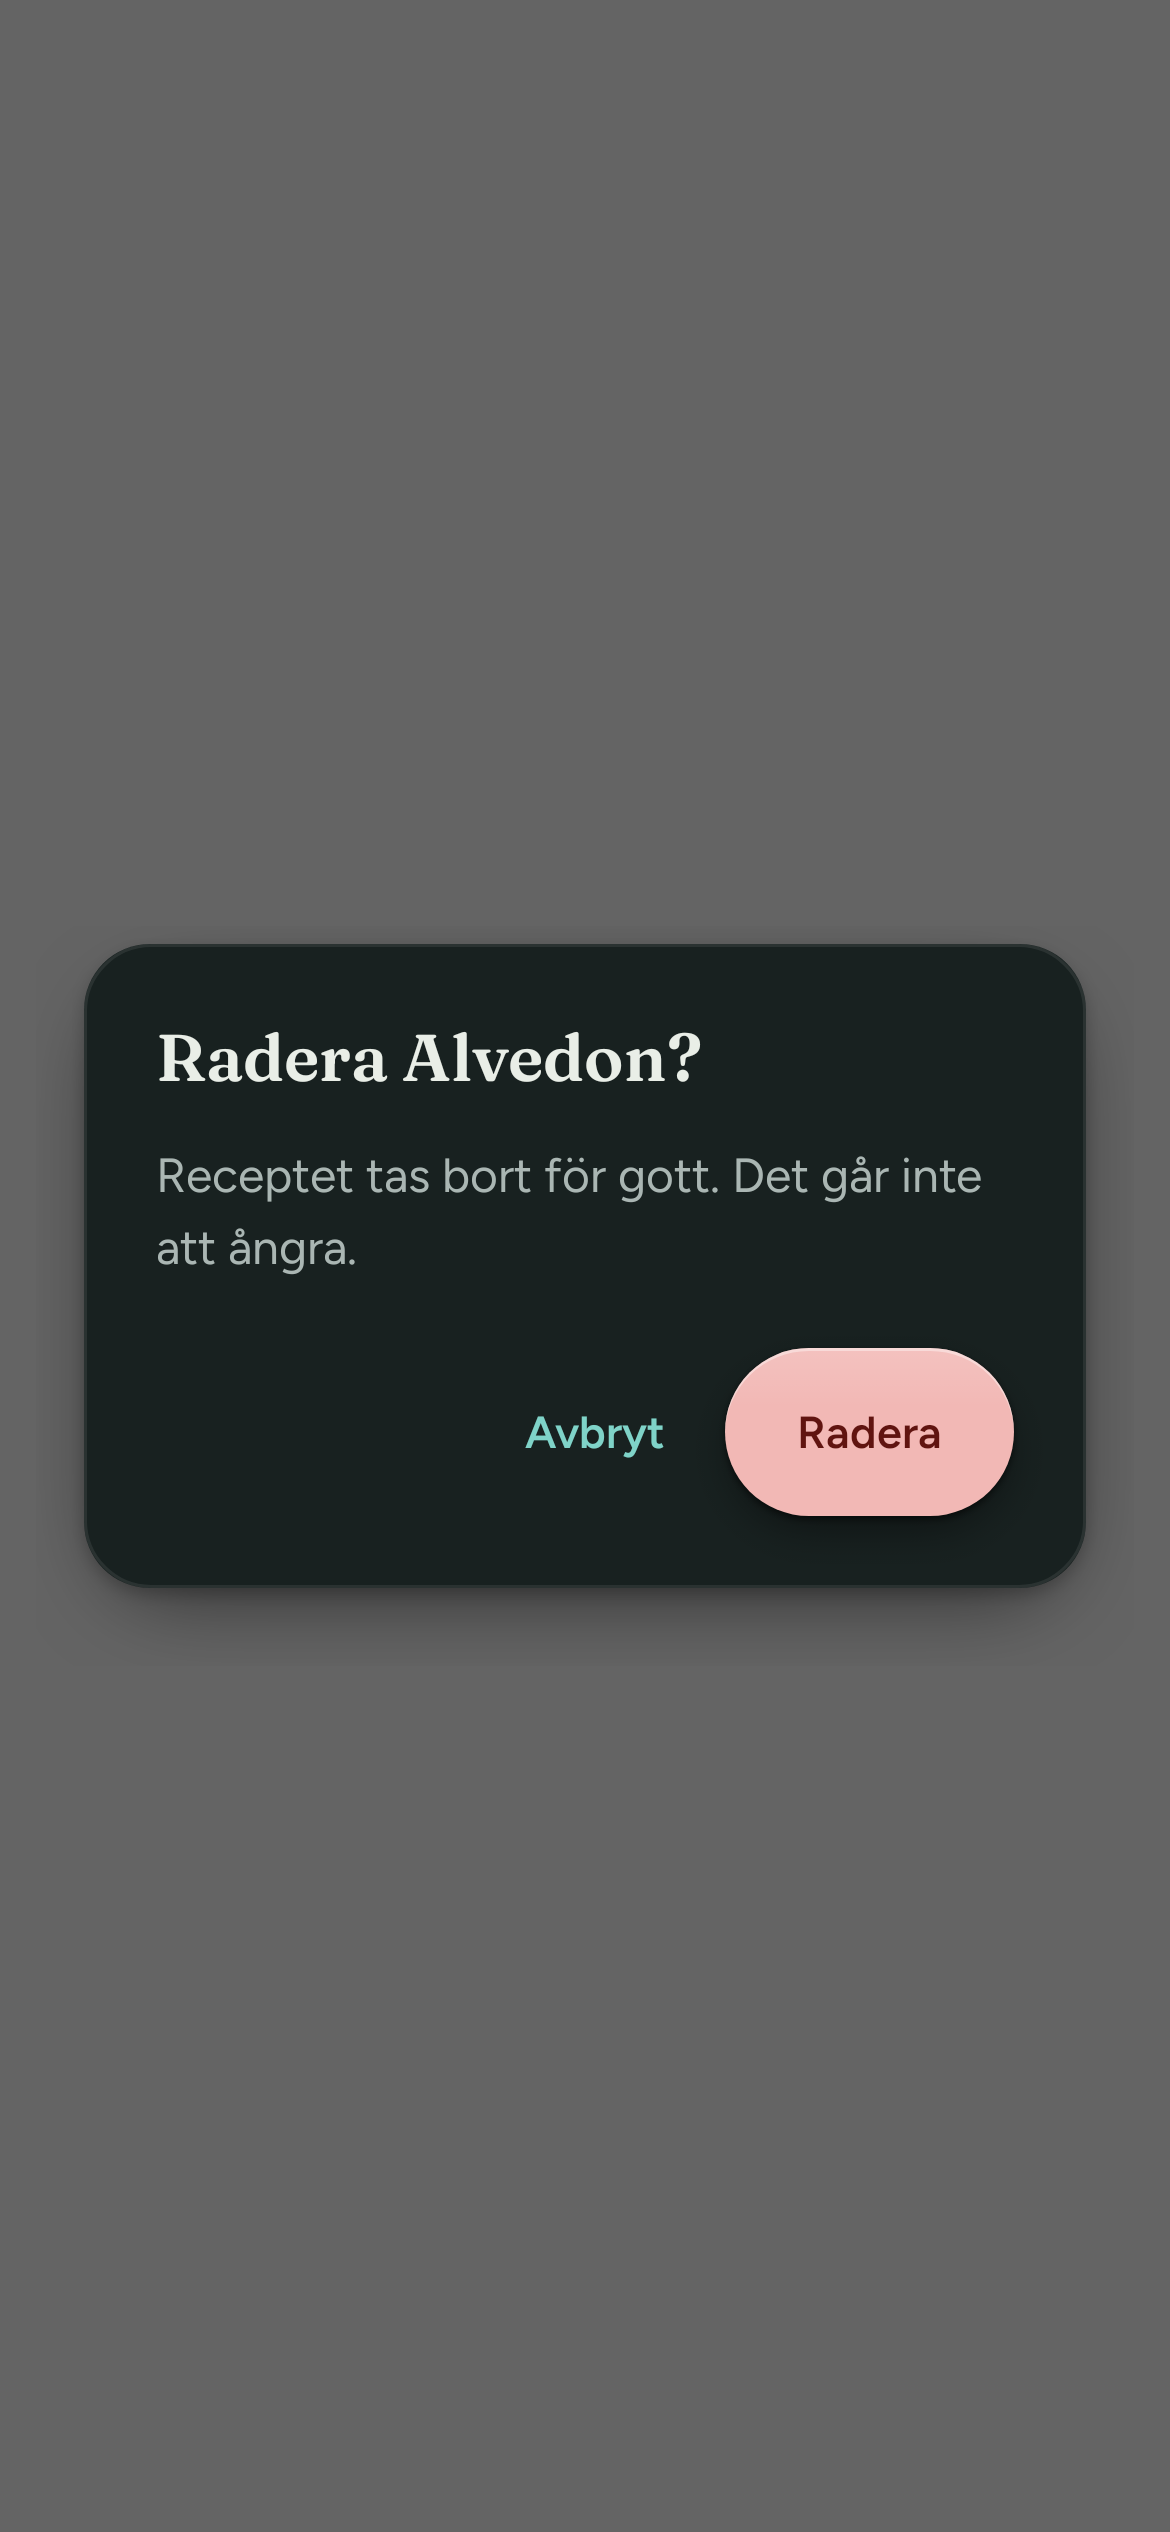 Radera Alvedon?
Receptet tas bort för gott. Det går inte
att ångra.
Avbryt
Radera